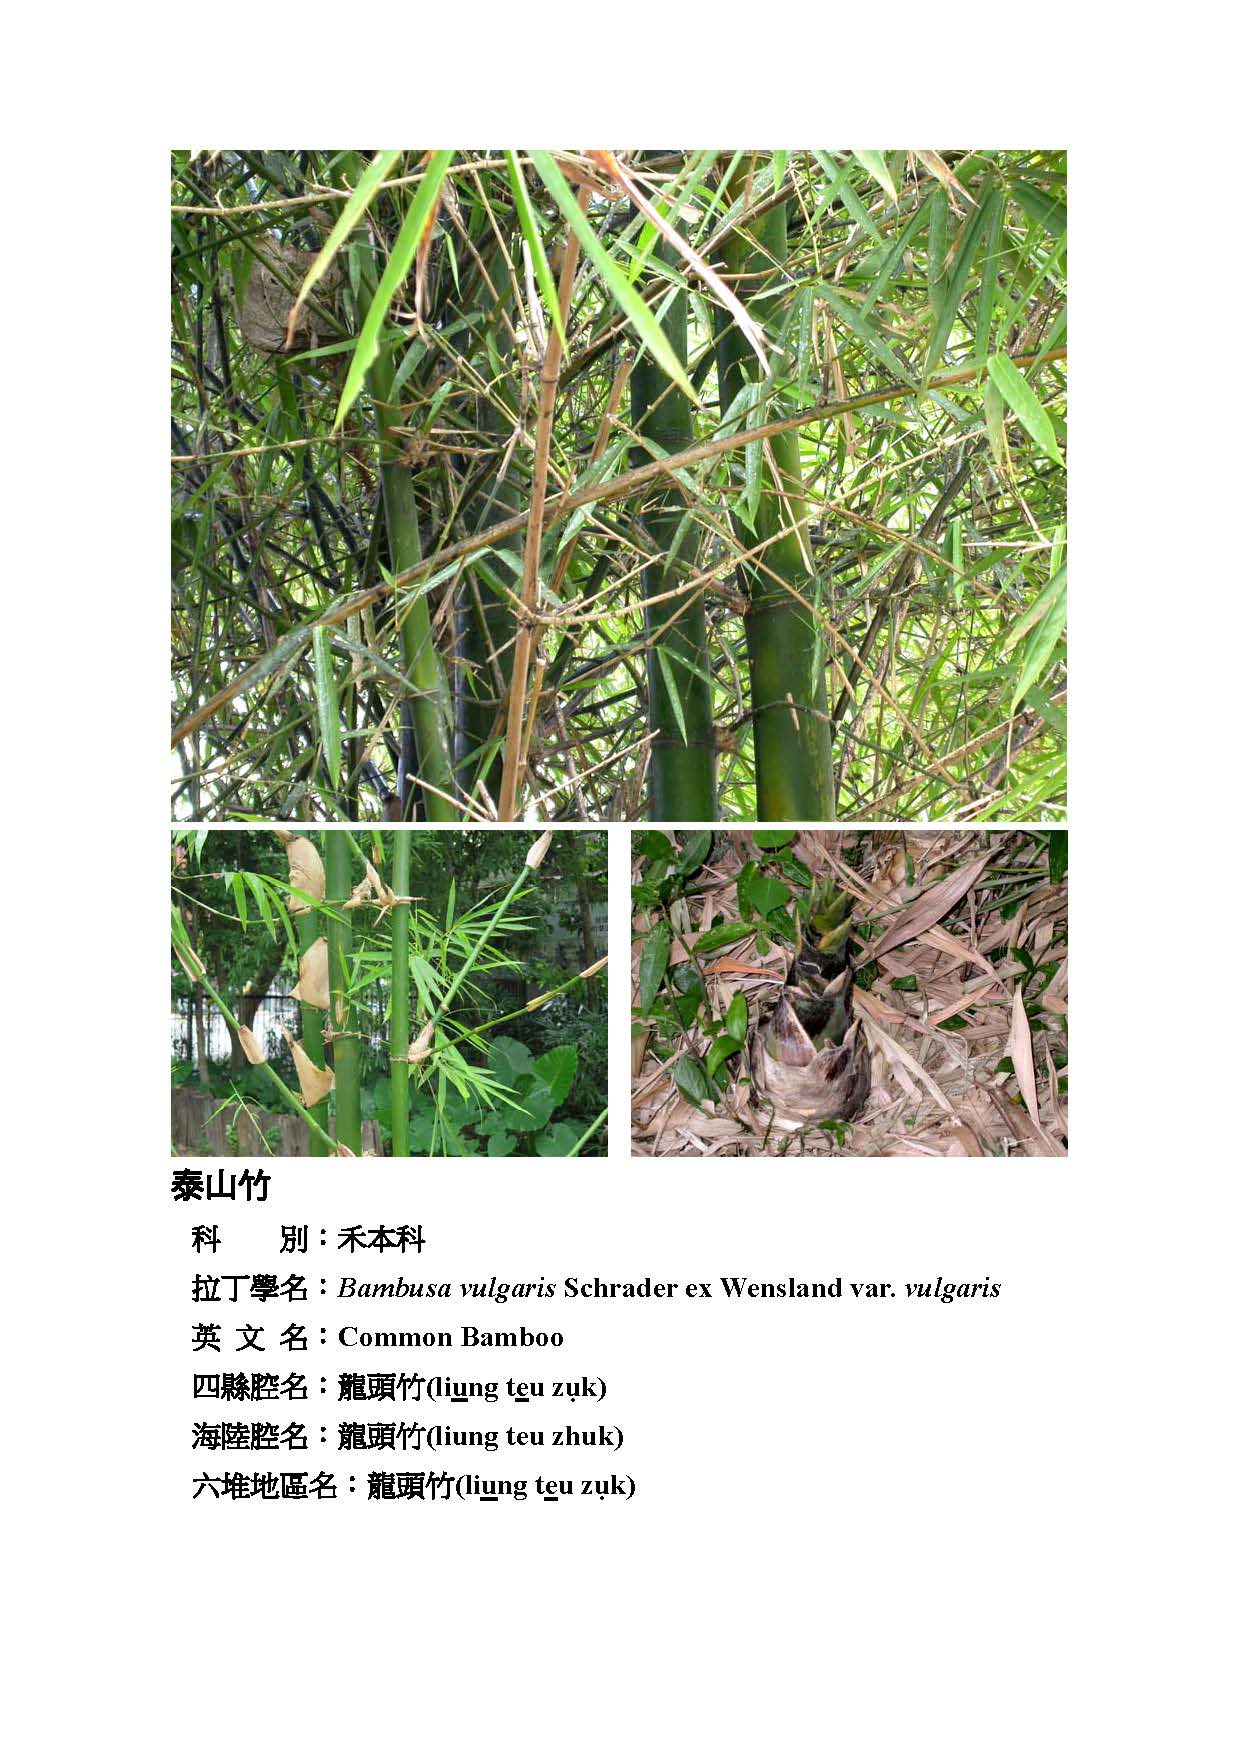 泰山竹
科　　別：禾本科
拉丁學名：Bambusa vulgaris Schrader ex Wensland var. vulgaris
英 文 名：Common Bamboo
四縣腔名：龍頭竹(liu̲ng te̲u zụk)
海陸腔名：龍頭竹(liung teu zhuk)
六堆地區名：龍頭竹(liu̲ng te̲u zụk)